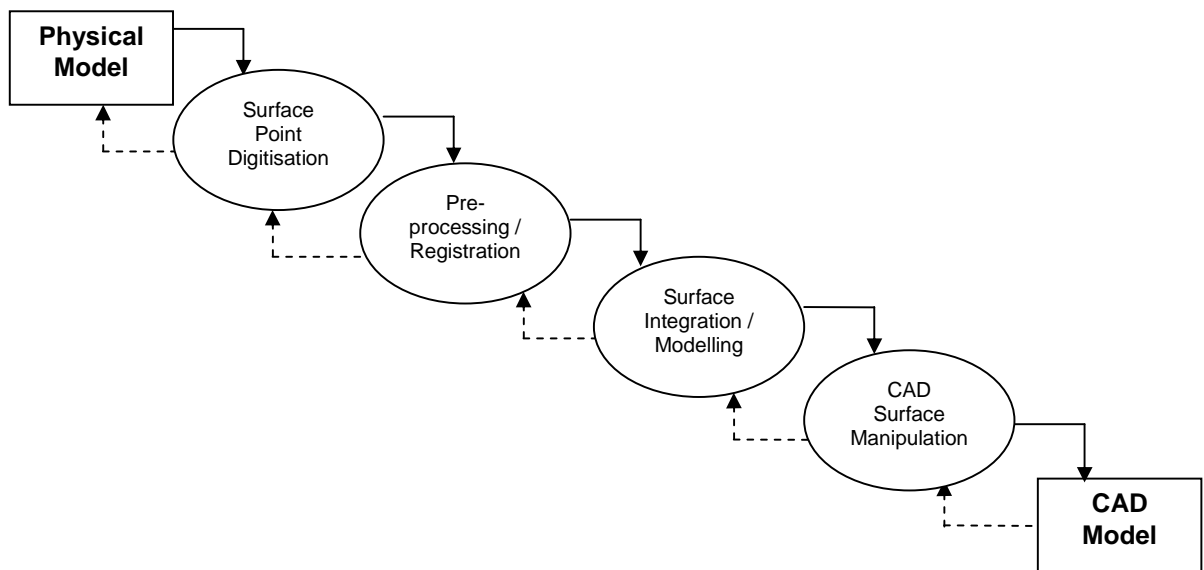 Physical
Model
Surface
Point
Digitisation
Pre-
processing /
Registration
Surface
Integration /
Modelling
CAD
Surface
Manipulation
CAD
Model